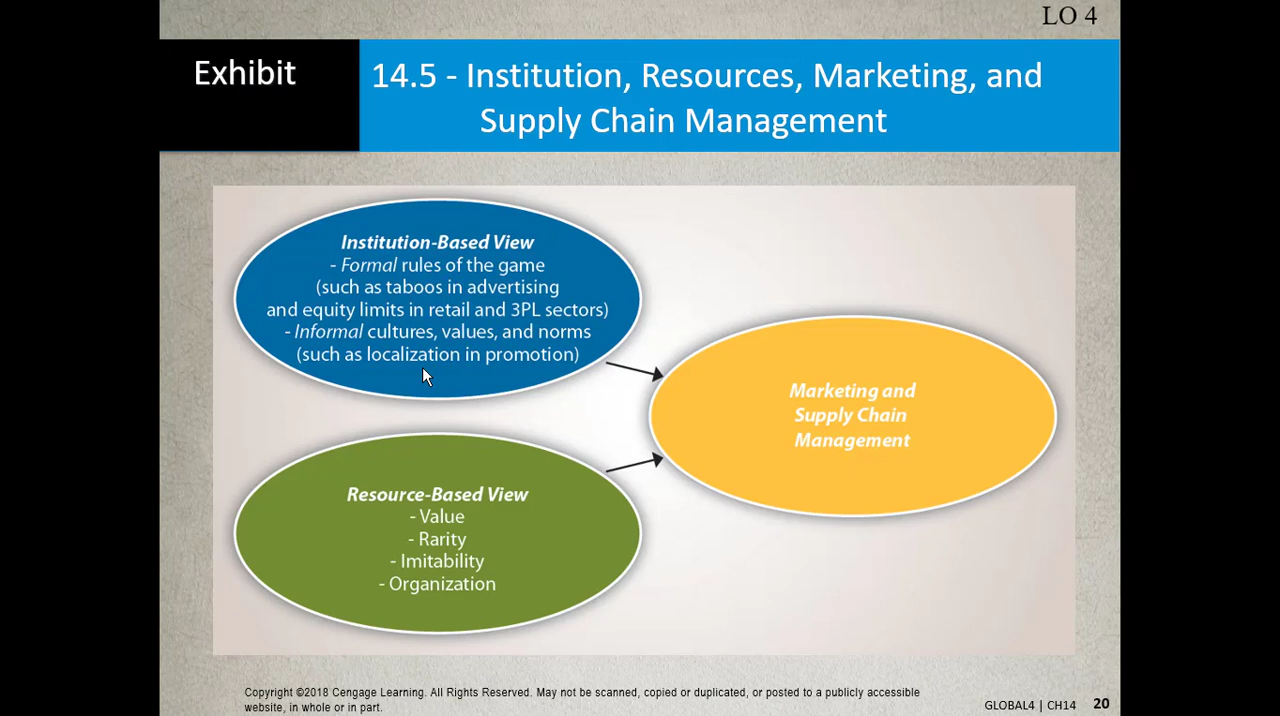 LO 4
Exhibit
14.5 - Institution, Resources, Marketing, and
Supply Chain Management
Institution-Based View
- Formal rules of the game
(such as taboos in advertising
and equity limits in retail and 3PL sectors)
- Informal cultures, values, and norms
(such as localization in promotion)
Marketing and
Supply Chain
Management
Resource-Based View
- Value
- Rarity
- Imitability
- Organization
Copyright ©2018 Cengage Learning. All Rights Reserved. May not be scanned, copied or duplicated, or posted to a publicly accessible
website, in whole or in part.
GLOBAL4 | CH14 20